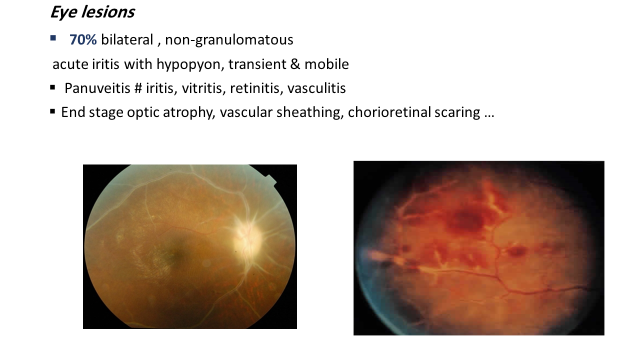 Eye lesions
▪ 70% bilateral , non-granulomatous
acute iritis with hypopyon, transient & mobile
▪ Panuveitis # iritis, vitritis, retinitis, vasculitis
▪ End stage optic atrophy, vascular sheathing, chorioretinal scaring ...